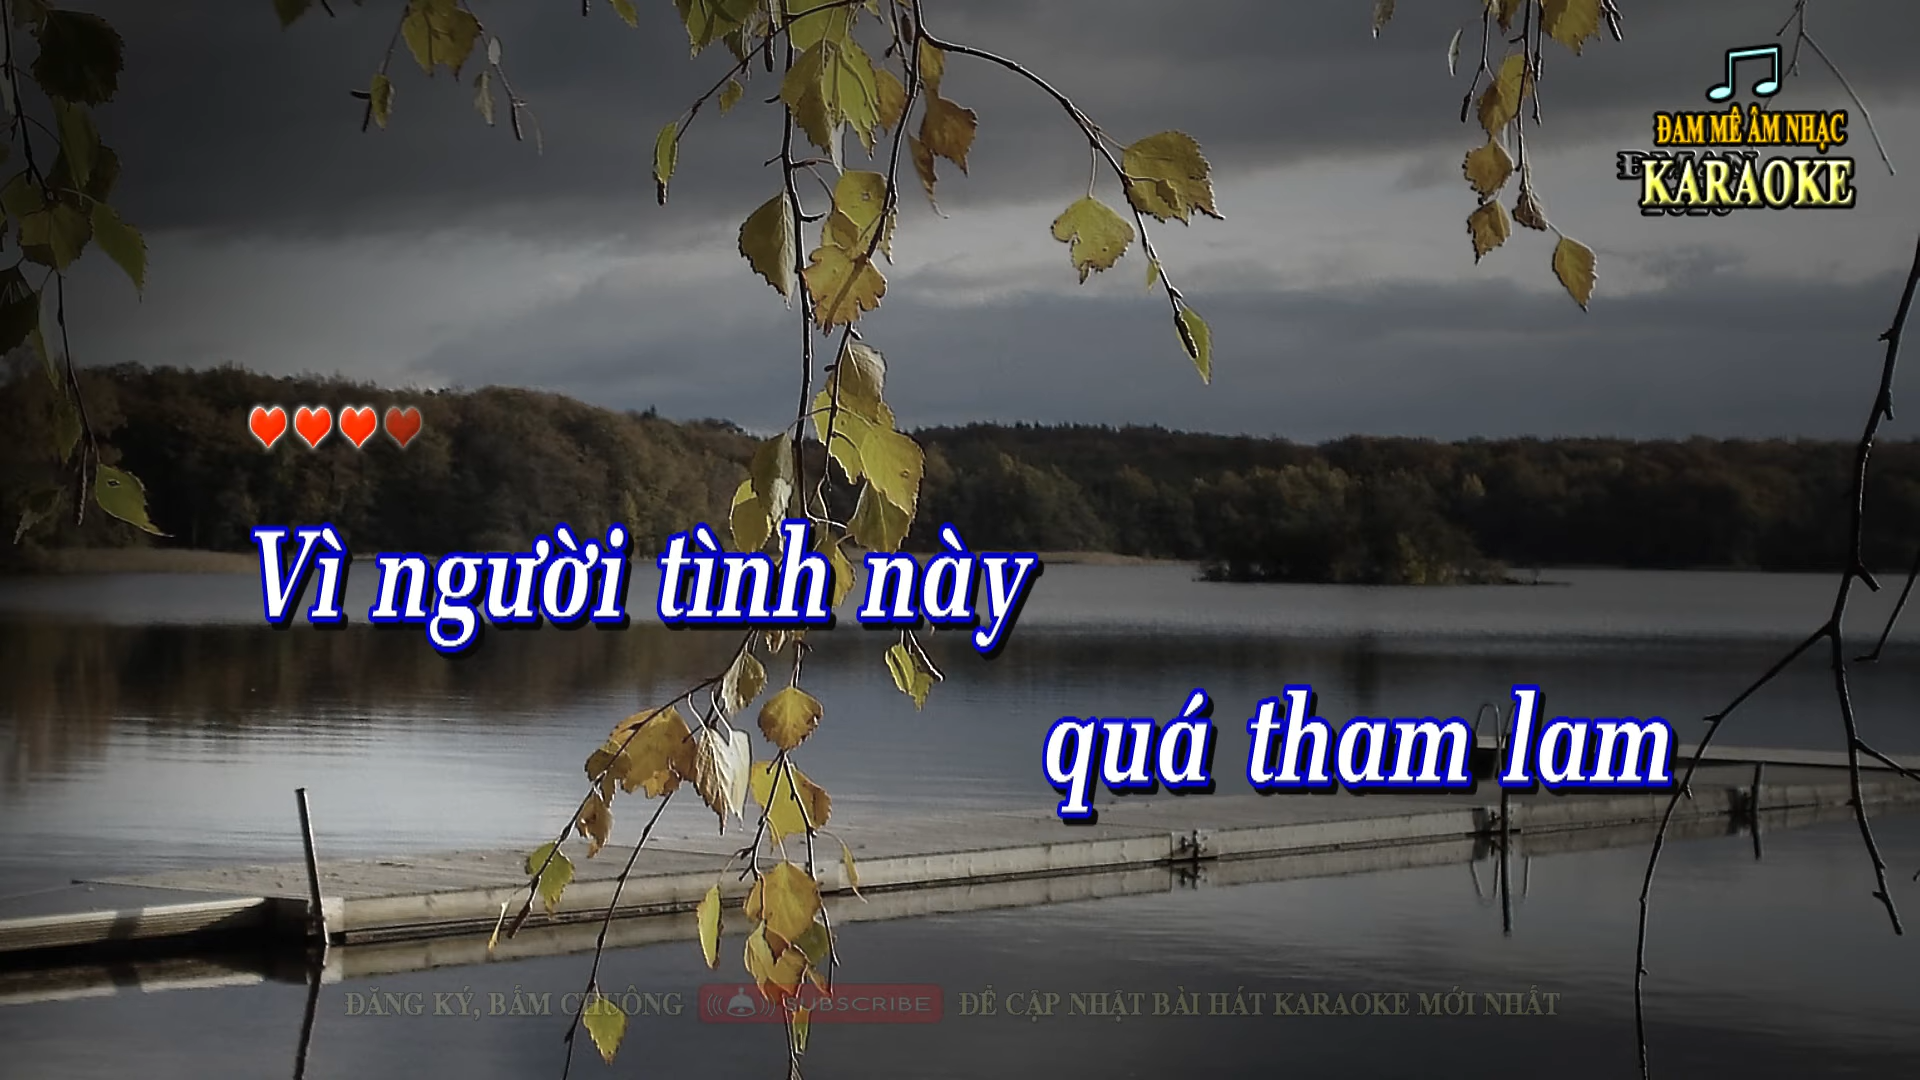 ĐAM MÊ ÂM NHẠC
KARAOKE
Vì người tình này
quá tham lam
ĐĂNG KÝ, BẤM CHUÔNG SUBSCRIBE ĐỂ CẬP NHẬT BÀI HÁT KARAOKE MỚI NHẤT